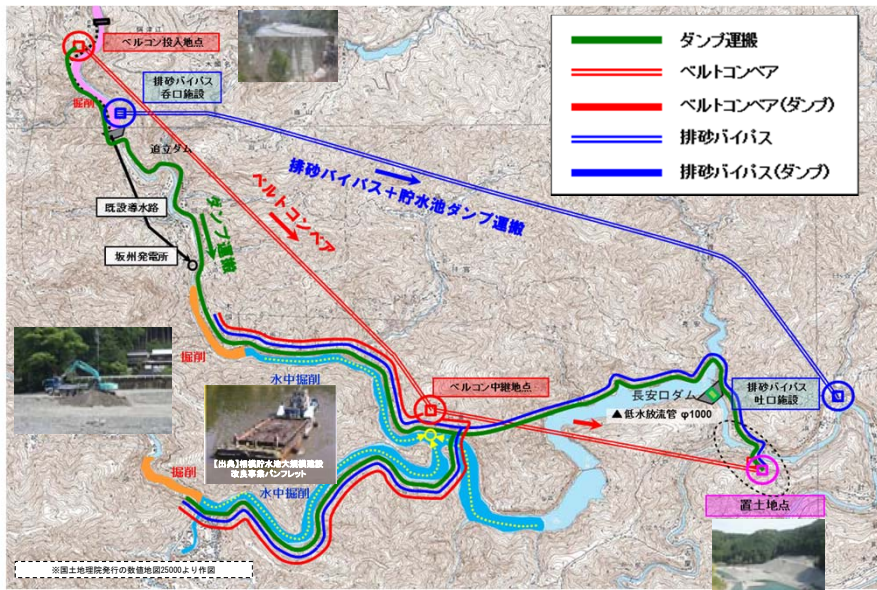 ベルコン投入地点
排砂バイパス
呑口施設
掘削
追立ダム
既設導水路
坂州発電所
ダンプ運搬
ベルトコンベア
排砂バイパス+貯水池ダンプ運搬
ダンプ運搬
ベルトコンベア
ベルトコンベア(ダンプ)
排砂バイパス
排砂バイパス(ダンプ)
掘削
水中掘削
ベルコン中継地点
長安口ダム
▲低水放流管 φ1000
排砂バイパス
吐口施設
【出典】相模貯水池大規模建設
改良事業パンフレット
掘削
水中掘削
置土地点
※国土地理院発行の数値地図25000より作図